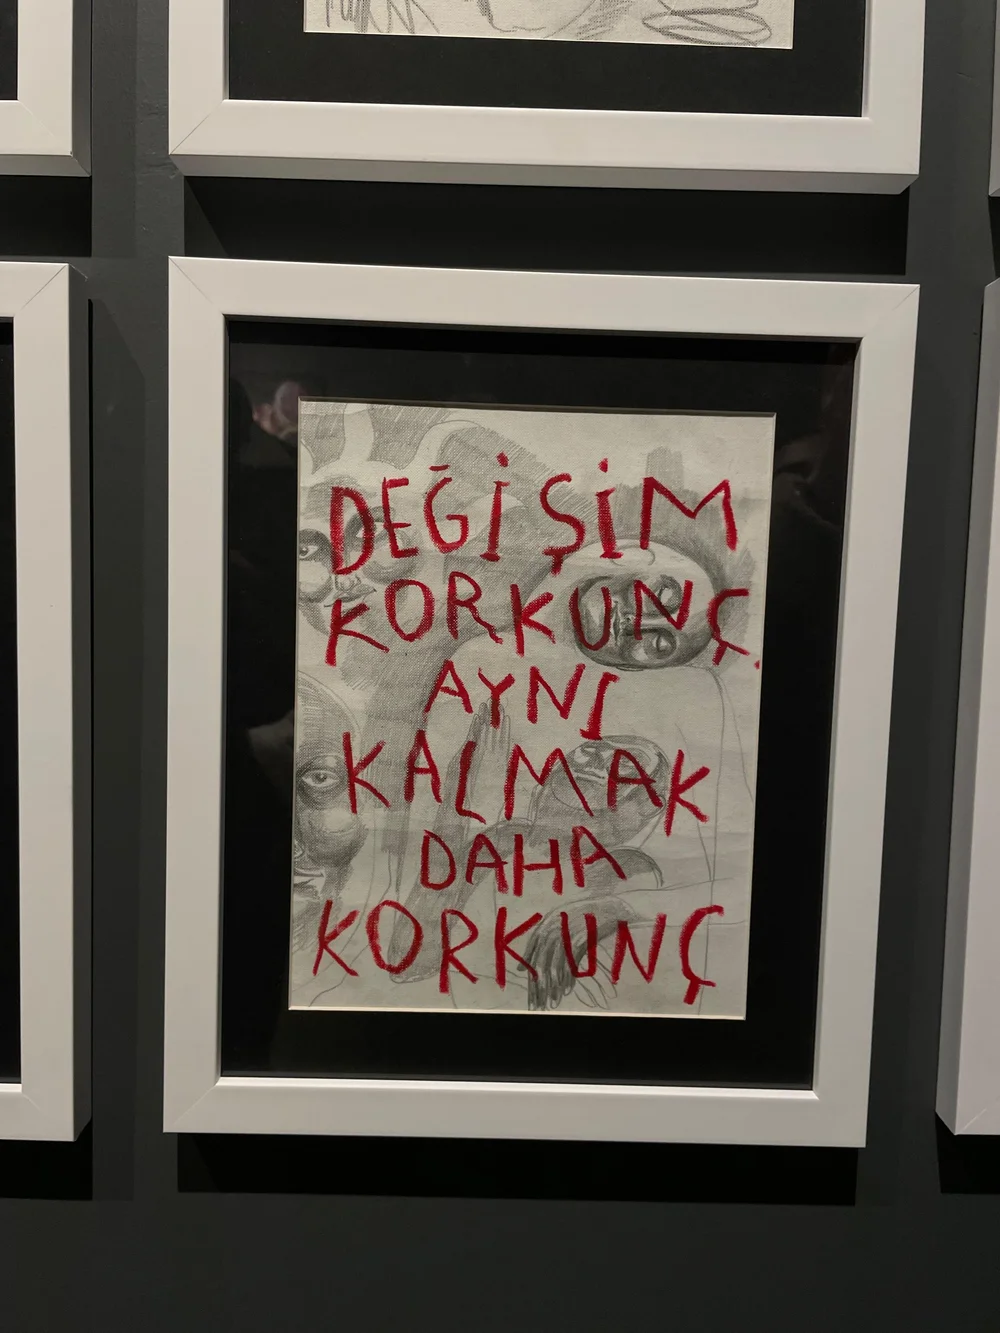 DEĞİŞİM
KORKUNÇ.
AYNI
KALMAK
DAHA
KORKUNÇ